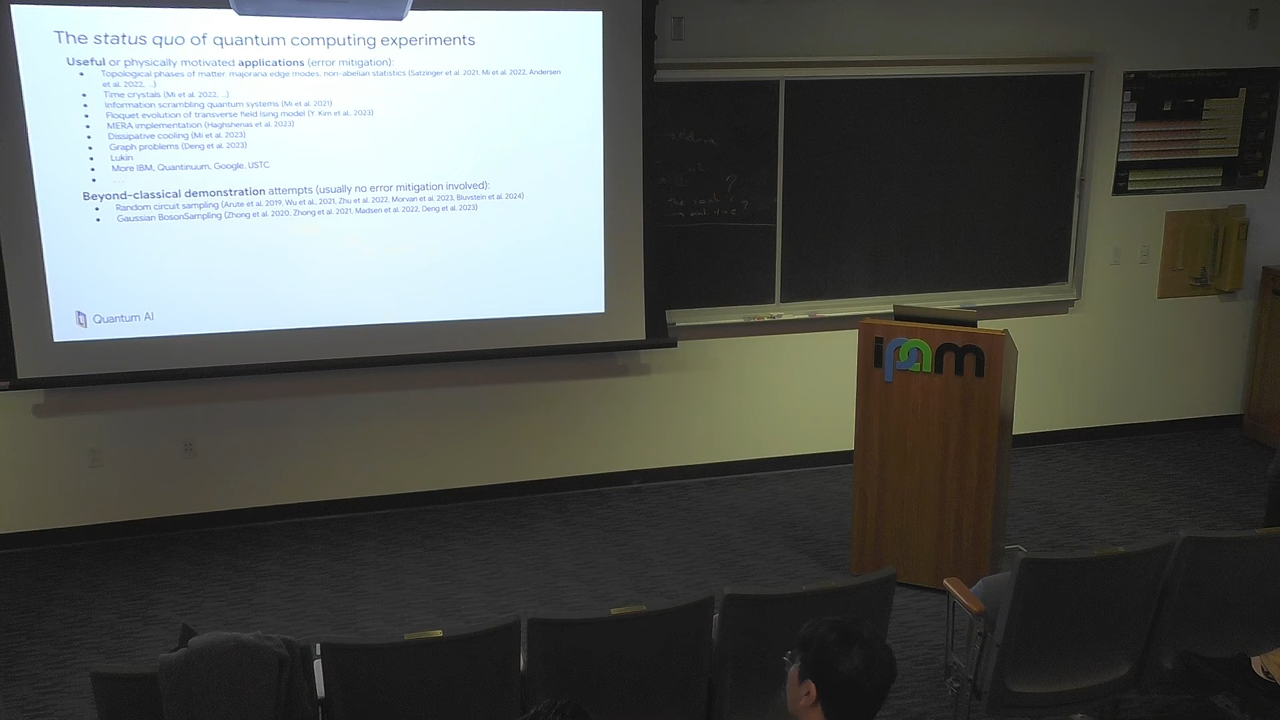 The status quo of quantum computing experiments
Useful or physically motivated applications (error mitigation):
• Topological phases of matter, majorana edge modes, non-abelian statistics (Satzinger et al. 2021, Mi et al. 2022, Andersen
et al. 2022, ...)
• Time crystals (Mi et al. 2022, ...)
• Information scrambling quantum systems (Mi et al. 2021)
• Floquet evolution of transverse field Ising model (Y. Kim et al., 2023)
• MERA implementation (Haghshenas et al. 2023)
• Dissipative cooling (Mi et al. 2023)
• Graph problems (Deng et al. 2023)
• Lukin
• More IBM, Quantinuum, Google, USTC
• ...
Beyond-classical demonstration attempts (usually no error mitigation involved):
• Random circuit sampling (Arute et al. 2019, Wu et al., 2021, Zhu et al. 2022, Morvan et al. 2023, Bluvstein et al. 2024)
• Gaussian BosonSampling (Zhong et al. 2020, Zhong et al. 2021, Madsen et al. 2022, Deng et al. 2023)
Quantum AI
ipam